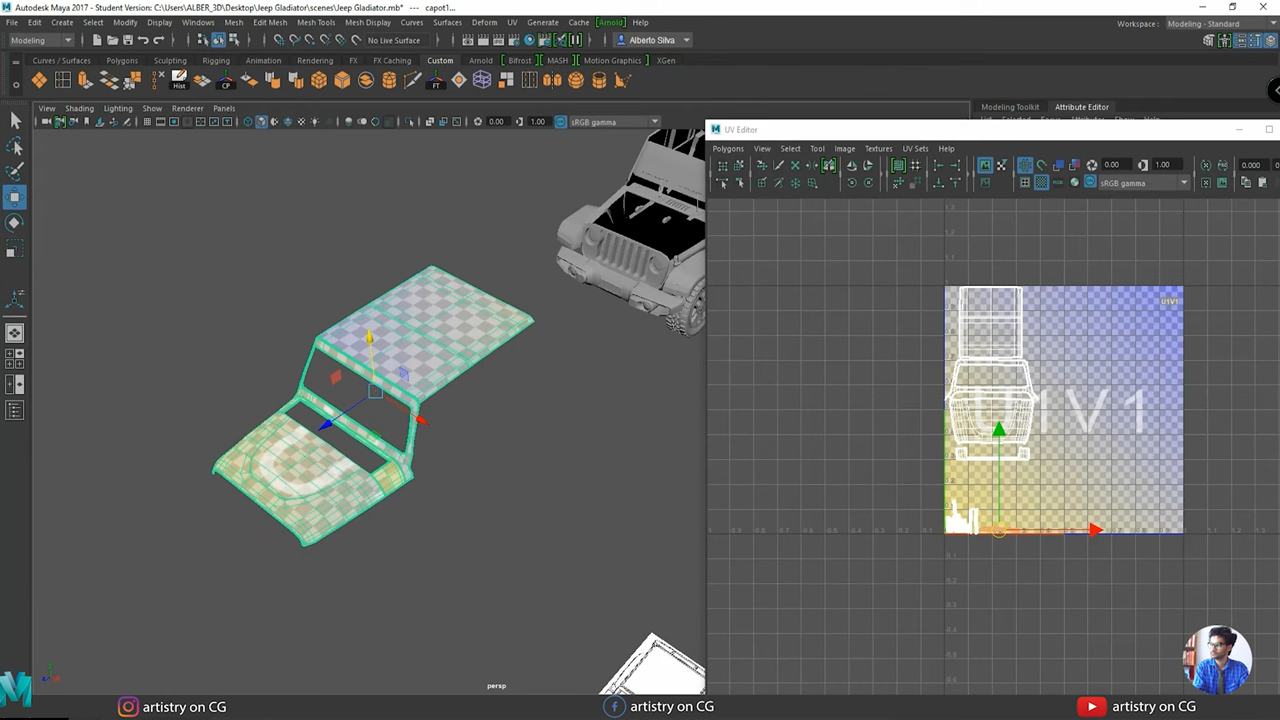 Autodesk Maya 2017 - Student Version: C:\Users\ALBER_3D\Desktop\Jeep Gladiator\scenes\Jeep Gladiator.mb* --- capot1...
File Edit Create Select Modify Display Windows Mesh Edit Mesh Mesh Tools Mesh Display Curves Surfaces Deform UV Generate Cache Arnold Help
Workspace : Modeling - Standard
Modeling No Live Surface Alberto Silva
Curves / Surfaces Polygons Sculpting Rigging Animation Rendering FX FX Caching Custom Arnold Bifrost MASH Motion Graphics XGen
Hist CP FT
View Shading Lighting Show Renderer Panels
Modeling Toolkit Attribute Editor
0.00 1.00 sRGB gamma
UV Editor
Polygons View Select Tool Image Textures UV Sets Help
0.00 1.00 0.000
sRGB gamma
U1V1
U1V1
persp
artistry on CG
artistry on CG
artistry on CG